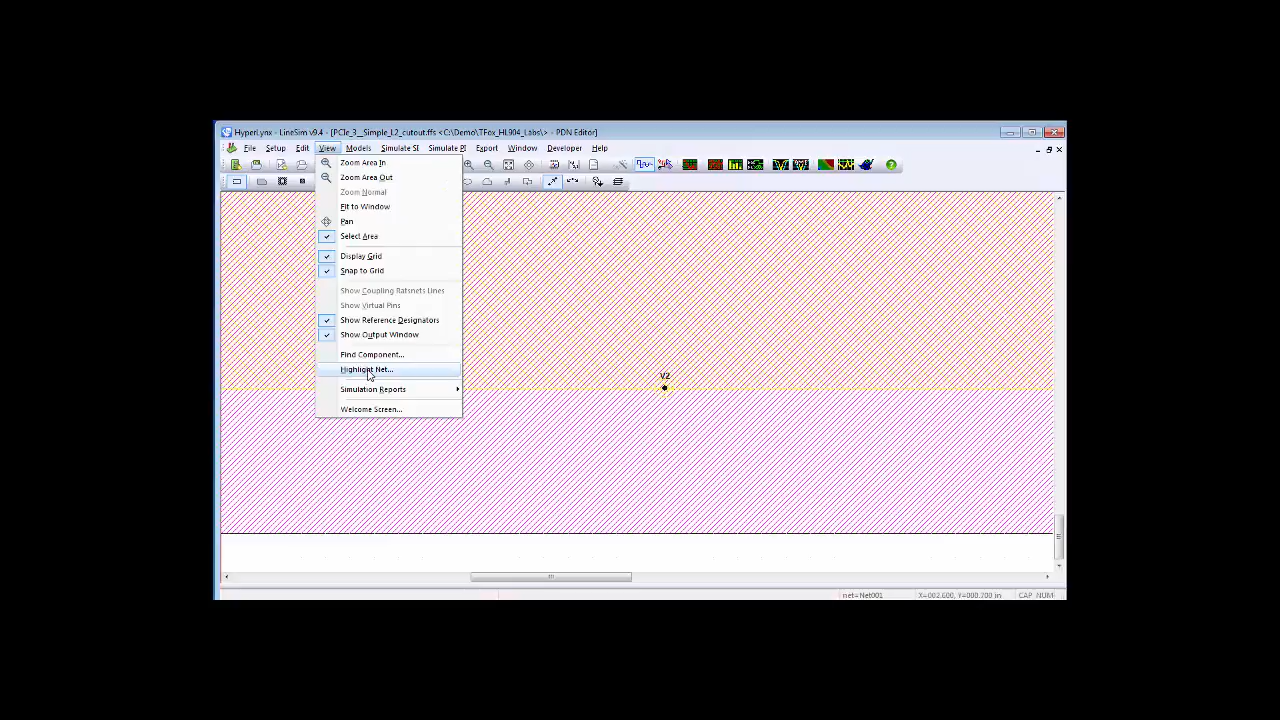 HyperLynx - LineSim v9.4 - [PCIe_3__Simple_L2_cutout.ffs <C:\Demo\TFox_HL904_Labs\> - PDN Editor]
File Setup Edit View Models Simulate SI Simulate PI Export Window Developer Help
Zoom Area In
Zoom Area Out
Zoom Normal
Fit to Window
Pan
Select Area
Display Grid
Snap to Grid
Show Coupling Ratsnets Lines
Show Virtual Pins
Show Reference Designators
Show Output Window
Find Component...
Highlight Net...
Simulation Reports
Welcome Screen...
V2
net=Net001 X=002.600, Y=000.700 in CAP NUM